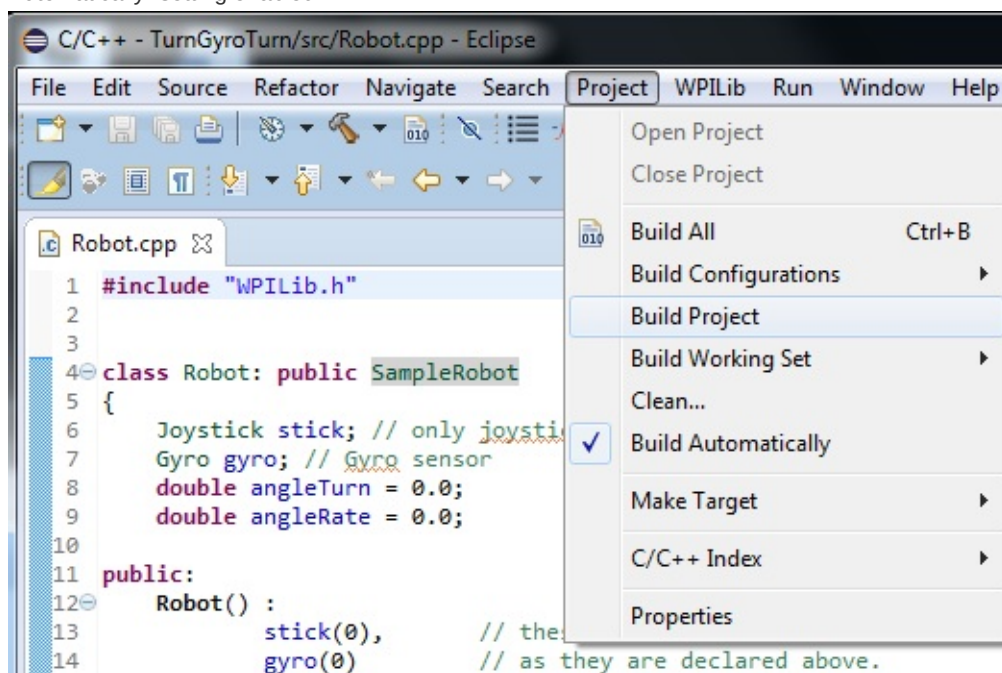 C/C++ - TurnGyroTurn/src/Robot.cpp - Eclipse
File Edit Source Refactor Navigate Search Project WPILib Run Window Help
Open Project
Close Project
Build All Ctrl+B
Build Configurations
Build Project
Build Working Set
Clean...
Build Automatically
Make Target
C/C++ Index
Properties
Robot.cpp
1 #include "WPILib.h"
2
3
4 class Robot: public SampleRobot
5 {
6 Joystick stick; // only
7 Gyro gyro; // Gyro sensor
8 double angleTurn = 0.0;
9 double angleRate = 0.0;
10
11 public:
12 Robot() :
13 stick(0), //
14 gyro(0) // as they are declared above.